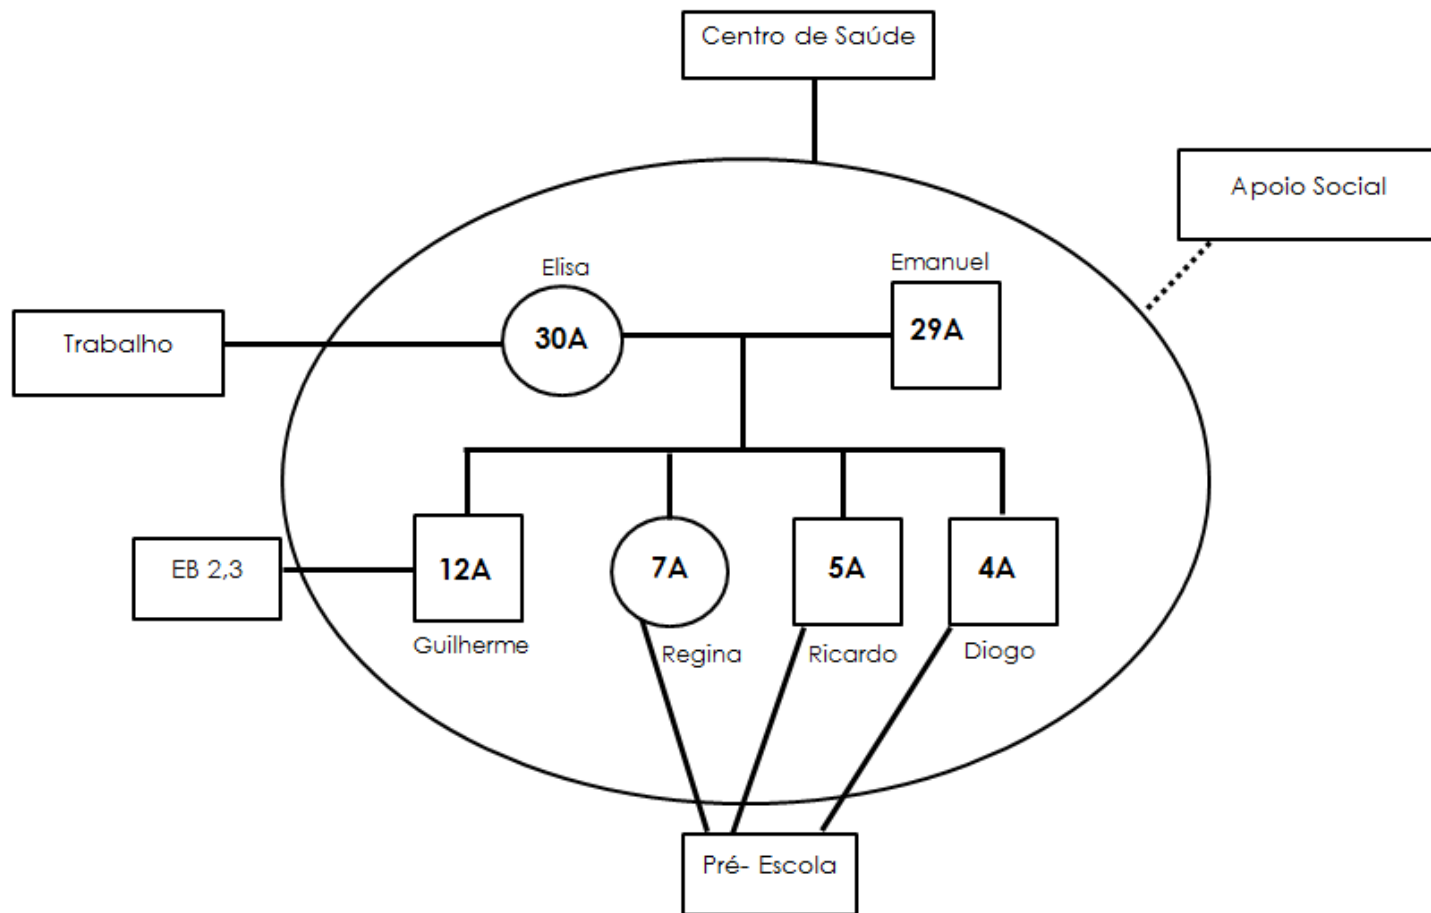 Centro de Saúde
Apoio Social
Elisa
Emanuel
Trabalho
30A
29A
EB 2,3
12A
7A
5A
4A
Guilherme
Regina
Ricardo
Diogo
Pré- Escola